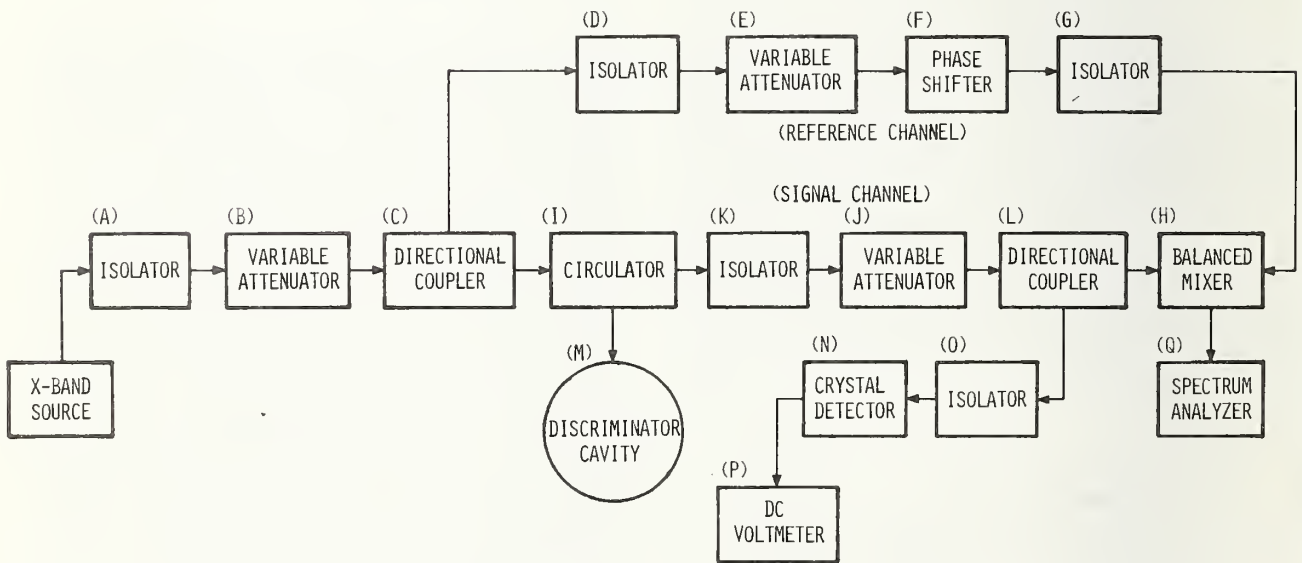 (D)
(E)
(F)
(G)
ISOLATOR
VARIABLE
ATTENUATOR
PHASE
SHIFTER
ISOLATOR
(REFERENCE CHANNEL)
(SIGNAL CHANNEL)
(A)
(B)
(C)
(I)
(K)
(J)
(L)
(H)
ISOLATOR
VARIABLE
ATTENUATOR
DIRECTIONAL
COUPLER
CIRCULATOR
ISOLATOR
VARIABLE
ATTENUATOR
DIRECTIONAL
COUPLER
BALANCED
MIXER
(M)
(N)
(O)
(Q)
X-BAND
SOURCE
DISCRIMINATOR
CAVITY
CRYSTAL
DETECTOR
ISOLATOR
SPECTRUM
ANALYZER
(P)
DC
VOLTMETER